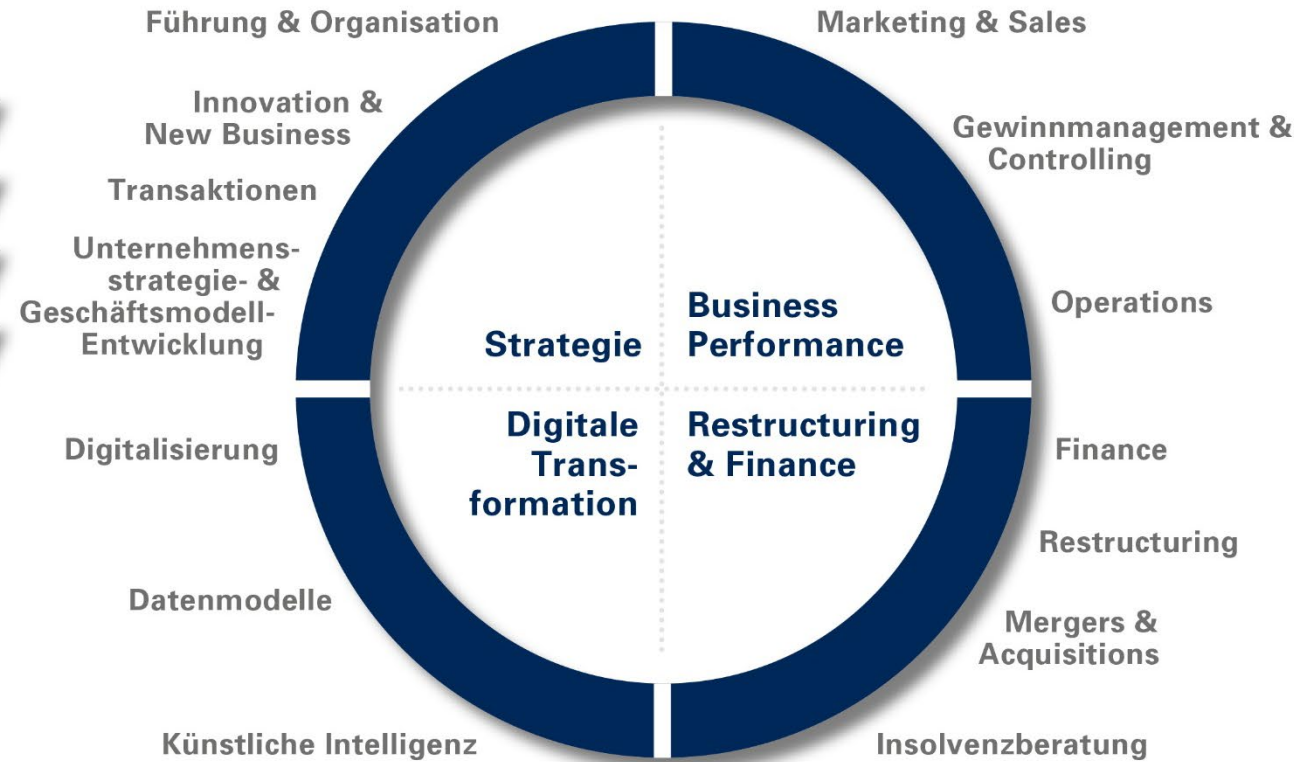 Führung & Organisation
Marketing & Sales
Innovation &
New Business
Gewinnmanagement &
Controlling
Transaktionen
Unternehmens-
strategie- &
Geschäftsmodell-
Entwicklung
Operations
Strategie
Business
Performance
Digitale
Trans-
formation
Restructuring
& Finance
Digitalisierung
Finance
Restructuring
Datenmodelle
Mergers &
Acquisitions
Künstliche Intelligenz
Insolvenzberatung